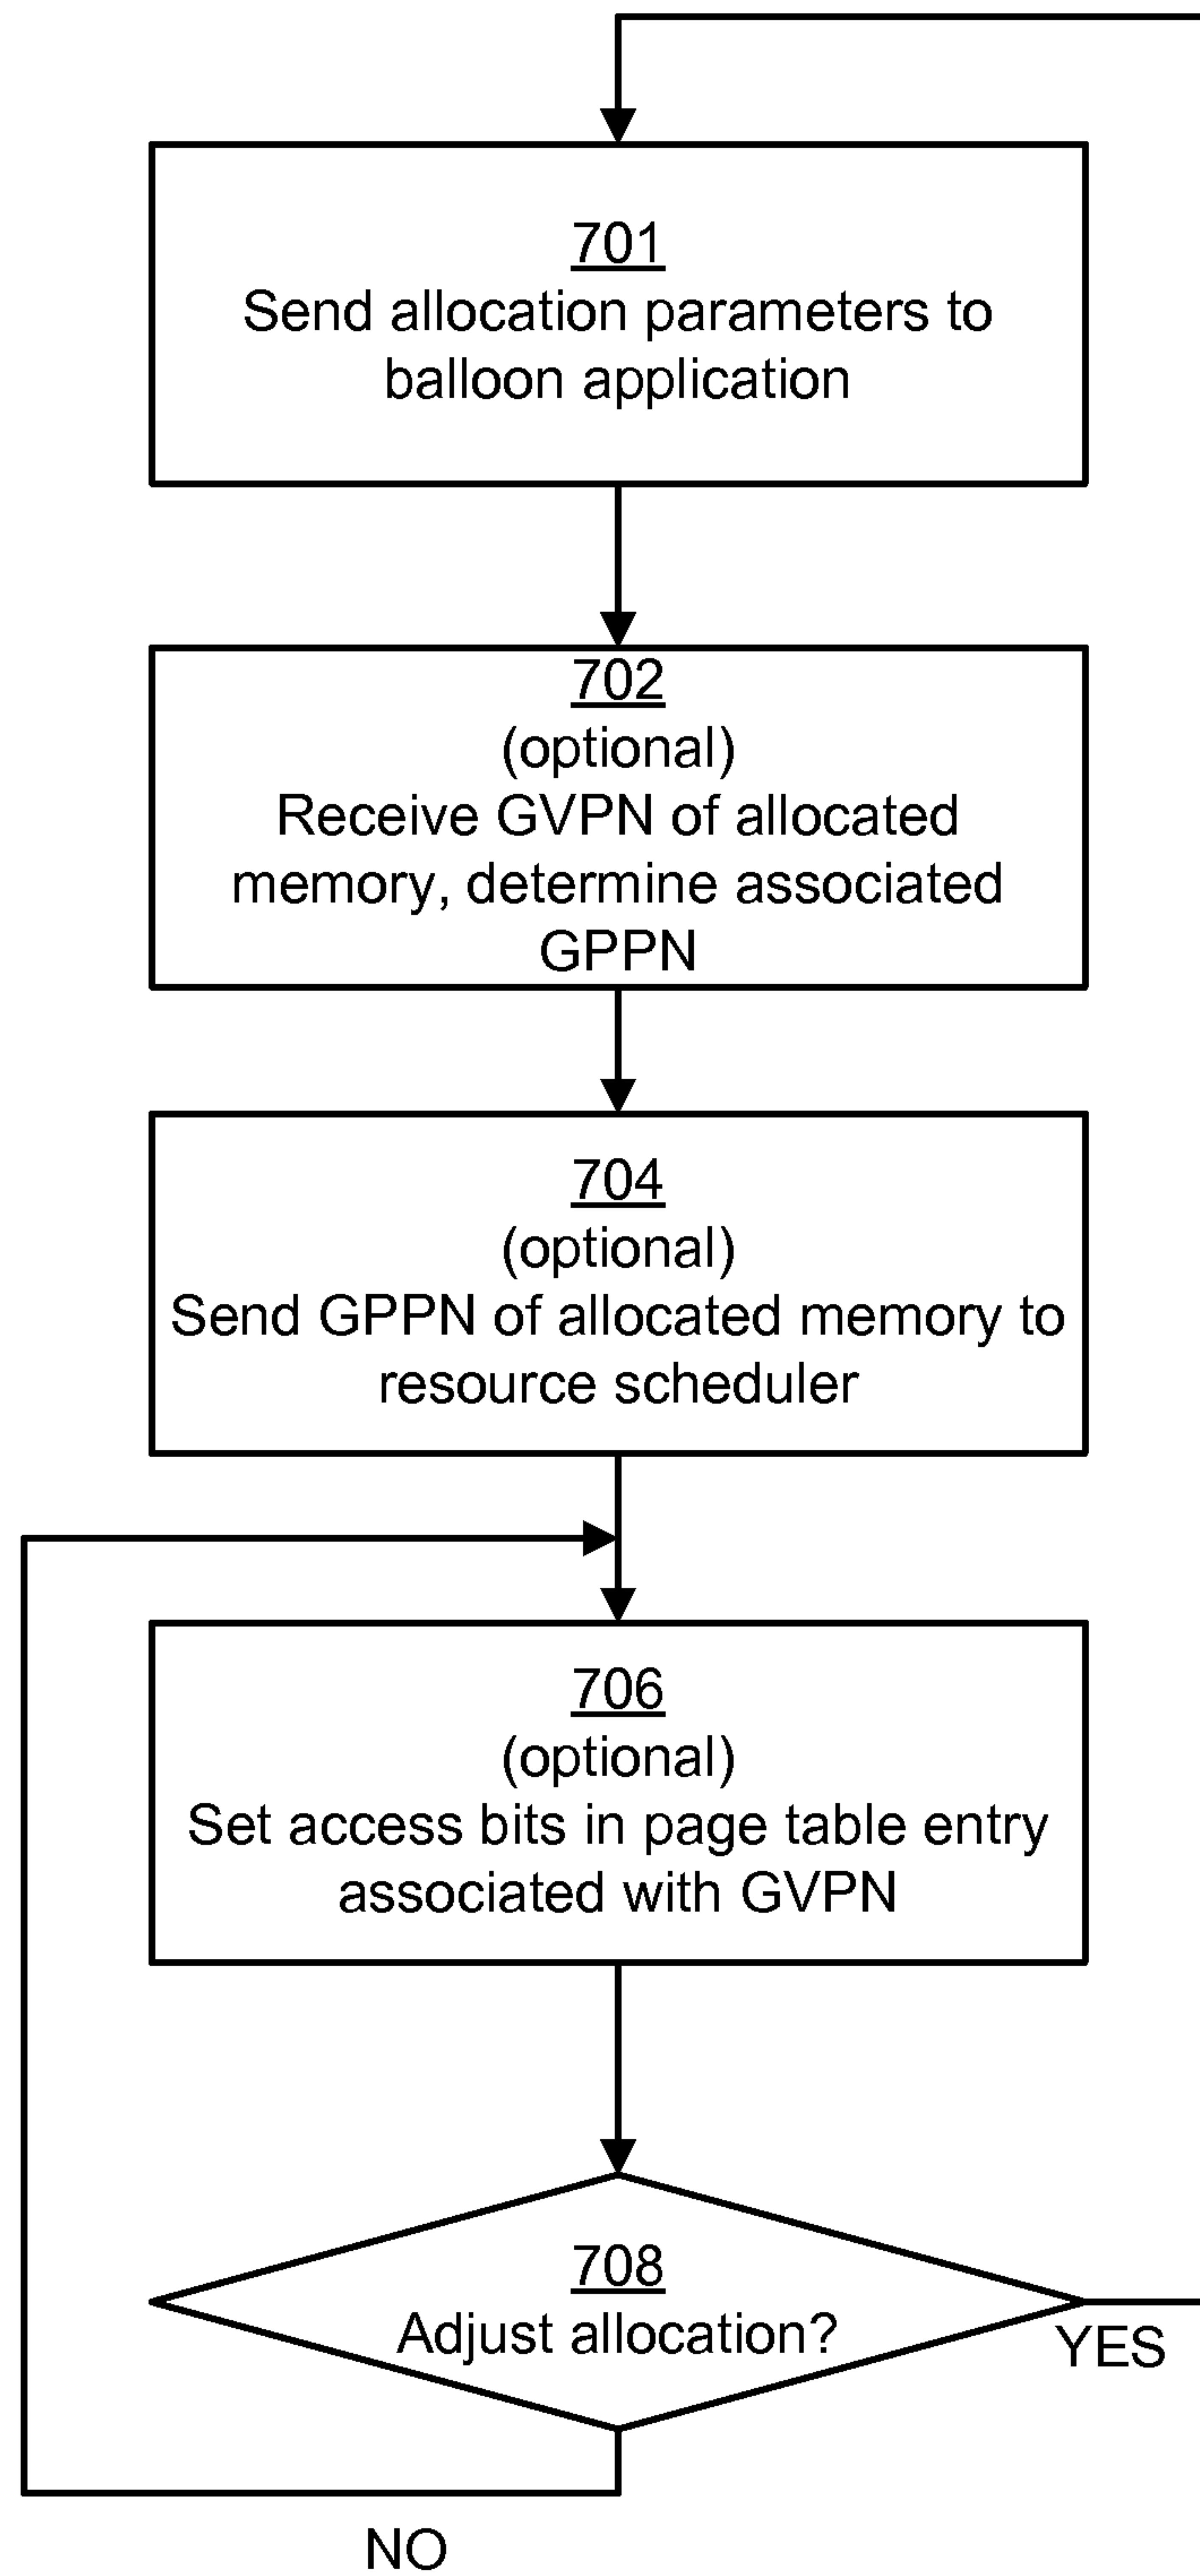 701
Send allocation parameters to
balloon application
702
(optional)
Receive GVPN of allocated
memory, determine associated
GPPN
704
(optional)
Send GPPN of allocated memory to
resource scheduler
706
(optional)
Set access bits in page table entry
associated with GVPN
708
Adjust allocation?
YES
NO